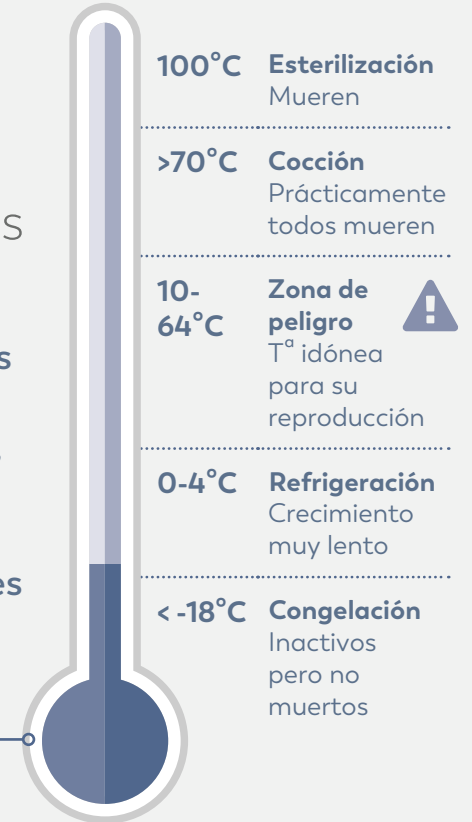 100°C Esterilización
Mueren
>70°C Cocción
Prácticamente
todos mueren
S
10-
64°C
Zona de
peligro
Tª idónea
para su
reproducción
s
0-4°C Refrigeración
Crecimiento
muy lento
es
< -18°C Congelación
Inactivos
pero no
muertos